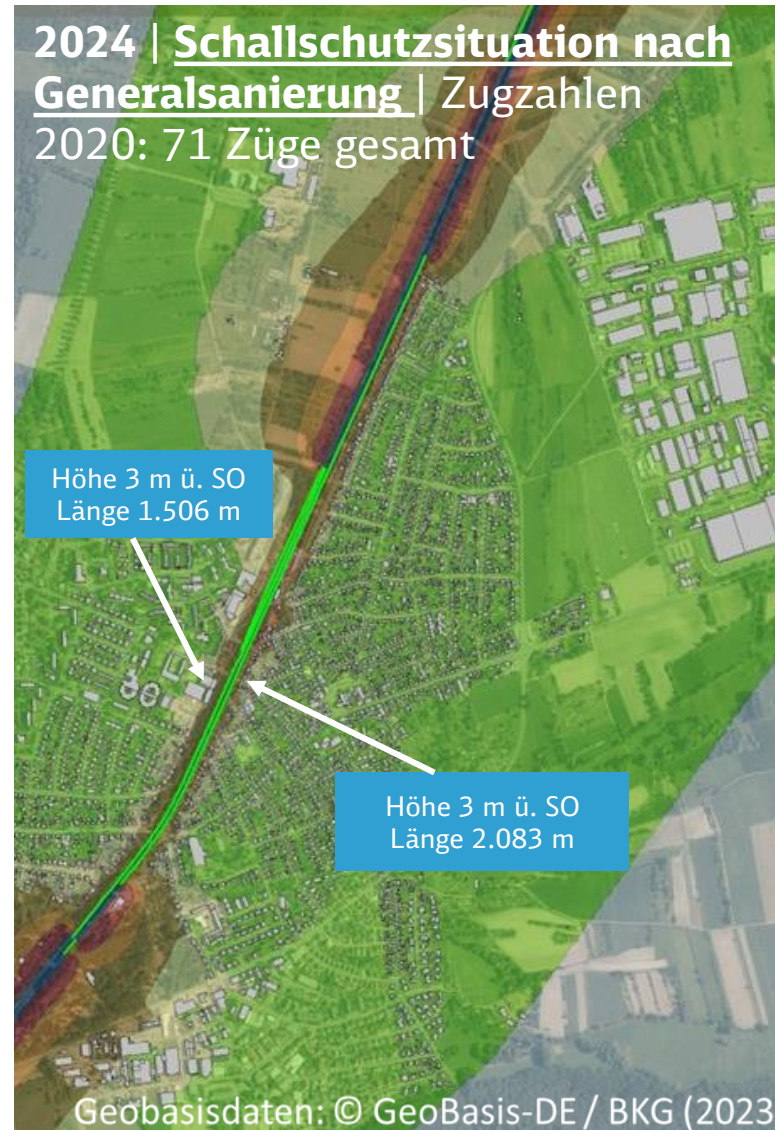 2024 | Schallschutzsituation nach
Generalsanierung | Zugzahlen
2020: 71 Züge gesamt
Höhe 3 m ü. SO
Länge 1.506 m
Höhe 3 m ü. SO
Länge 2.083 m
Geobasisdaten: © GeoBasis-DE / BKG (2023